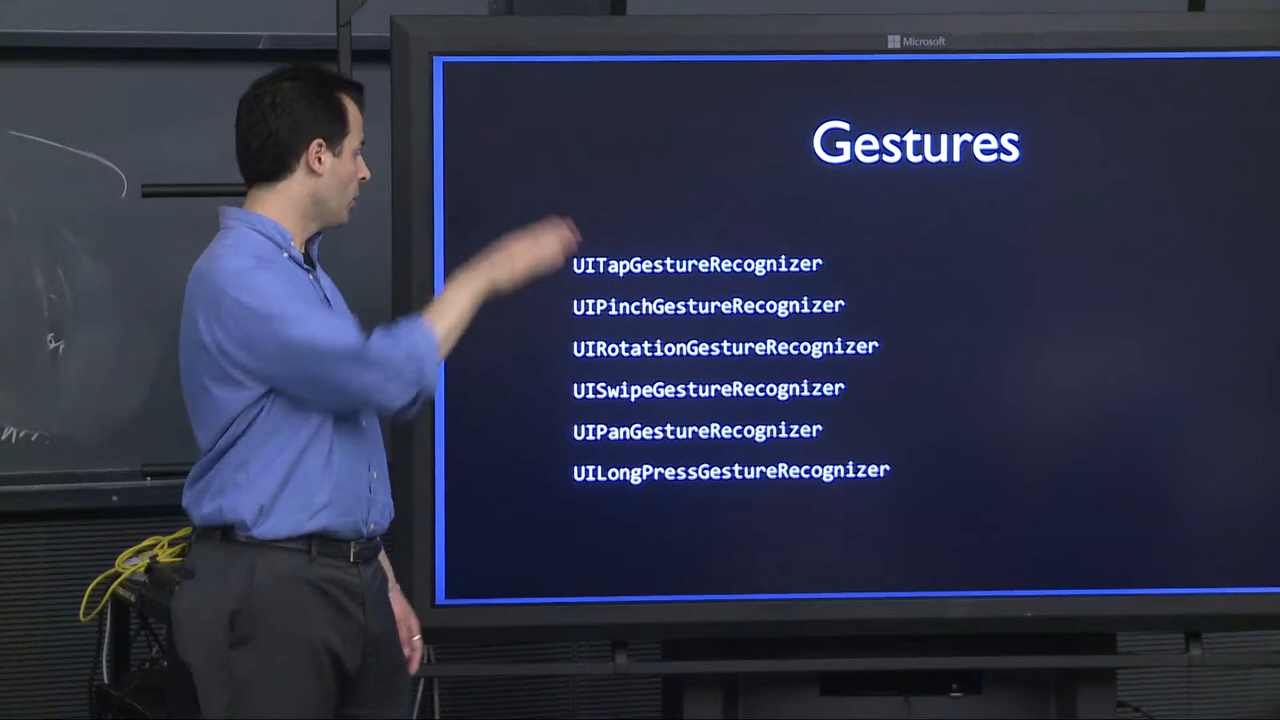 Microsoft
Gestures
UITapGestureRecognizer
UIPinchGestureRecognizer
UIRotationGestureRecognizer
UISwipeGestureRecognizer
UIPanGestureRecognizer
UILongPressGestureRecognizer